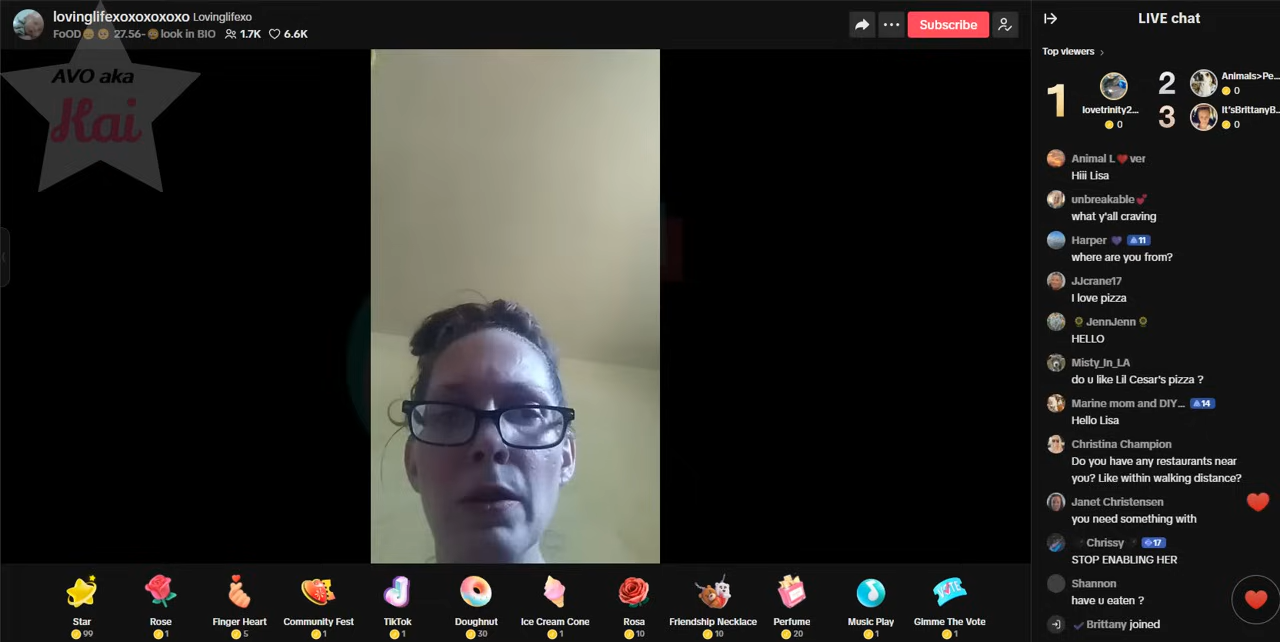 lovinglifexoxoxoxoxo Lovinglifexo
FoOD😞😞 27.56-😞look in BIO 1.7K 6.6K
Subscribe
AVO aka
Kai
LIVE chat
Top viewers
1
lovetrinity2...
0
2
Animals>Pe...
0
3
It'sBrittanyB...
0
Animal L❤️ver
Hiii Lisa
unbreakable💕
what y'all craving
Harper 💜 11
where are you from?
JJcrane17
I love pizza
🌻JennJenn🌻
HELLO
Misty_In_LA
do u like Lil Cesar's pizza ?
Marine mom and DIY... 14
Hello Lisa
Christina Champion
Do you have any restaurants near
you? Like within walking distance?
Janet Christensen
you need something with
Chrissy 17
STOP ENABLING HER
Shannon
have u eaten ?
Brittany joined
VOTE
Star Rose Finger Heart Community Fest TikTok Doughnut Ice Cream Cone Rosa Friendship Necklace Perfume Music Play Gimme The Vote
99 1 5 1 1 30 1 10 10 20 1 1